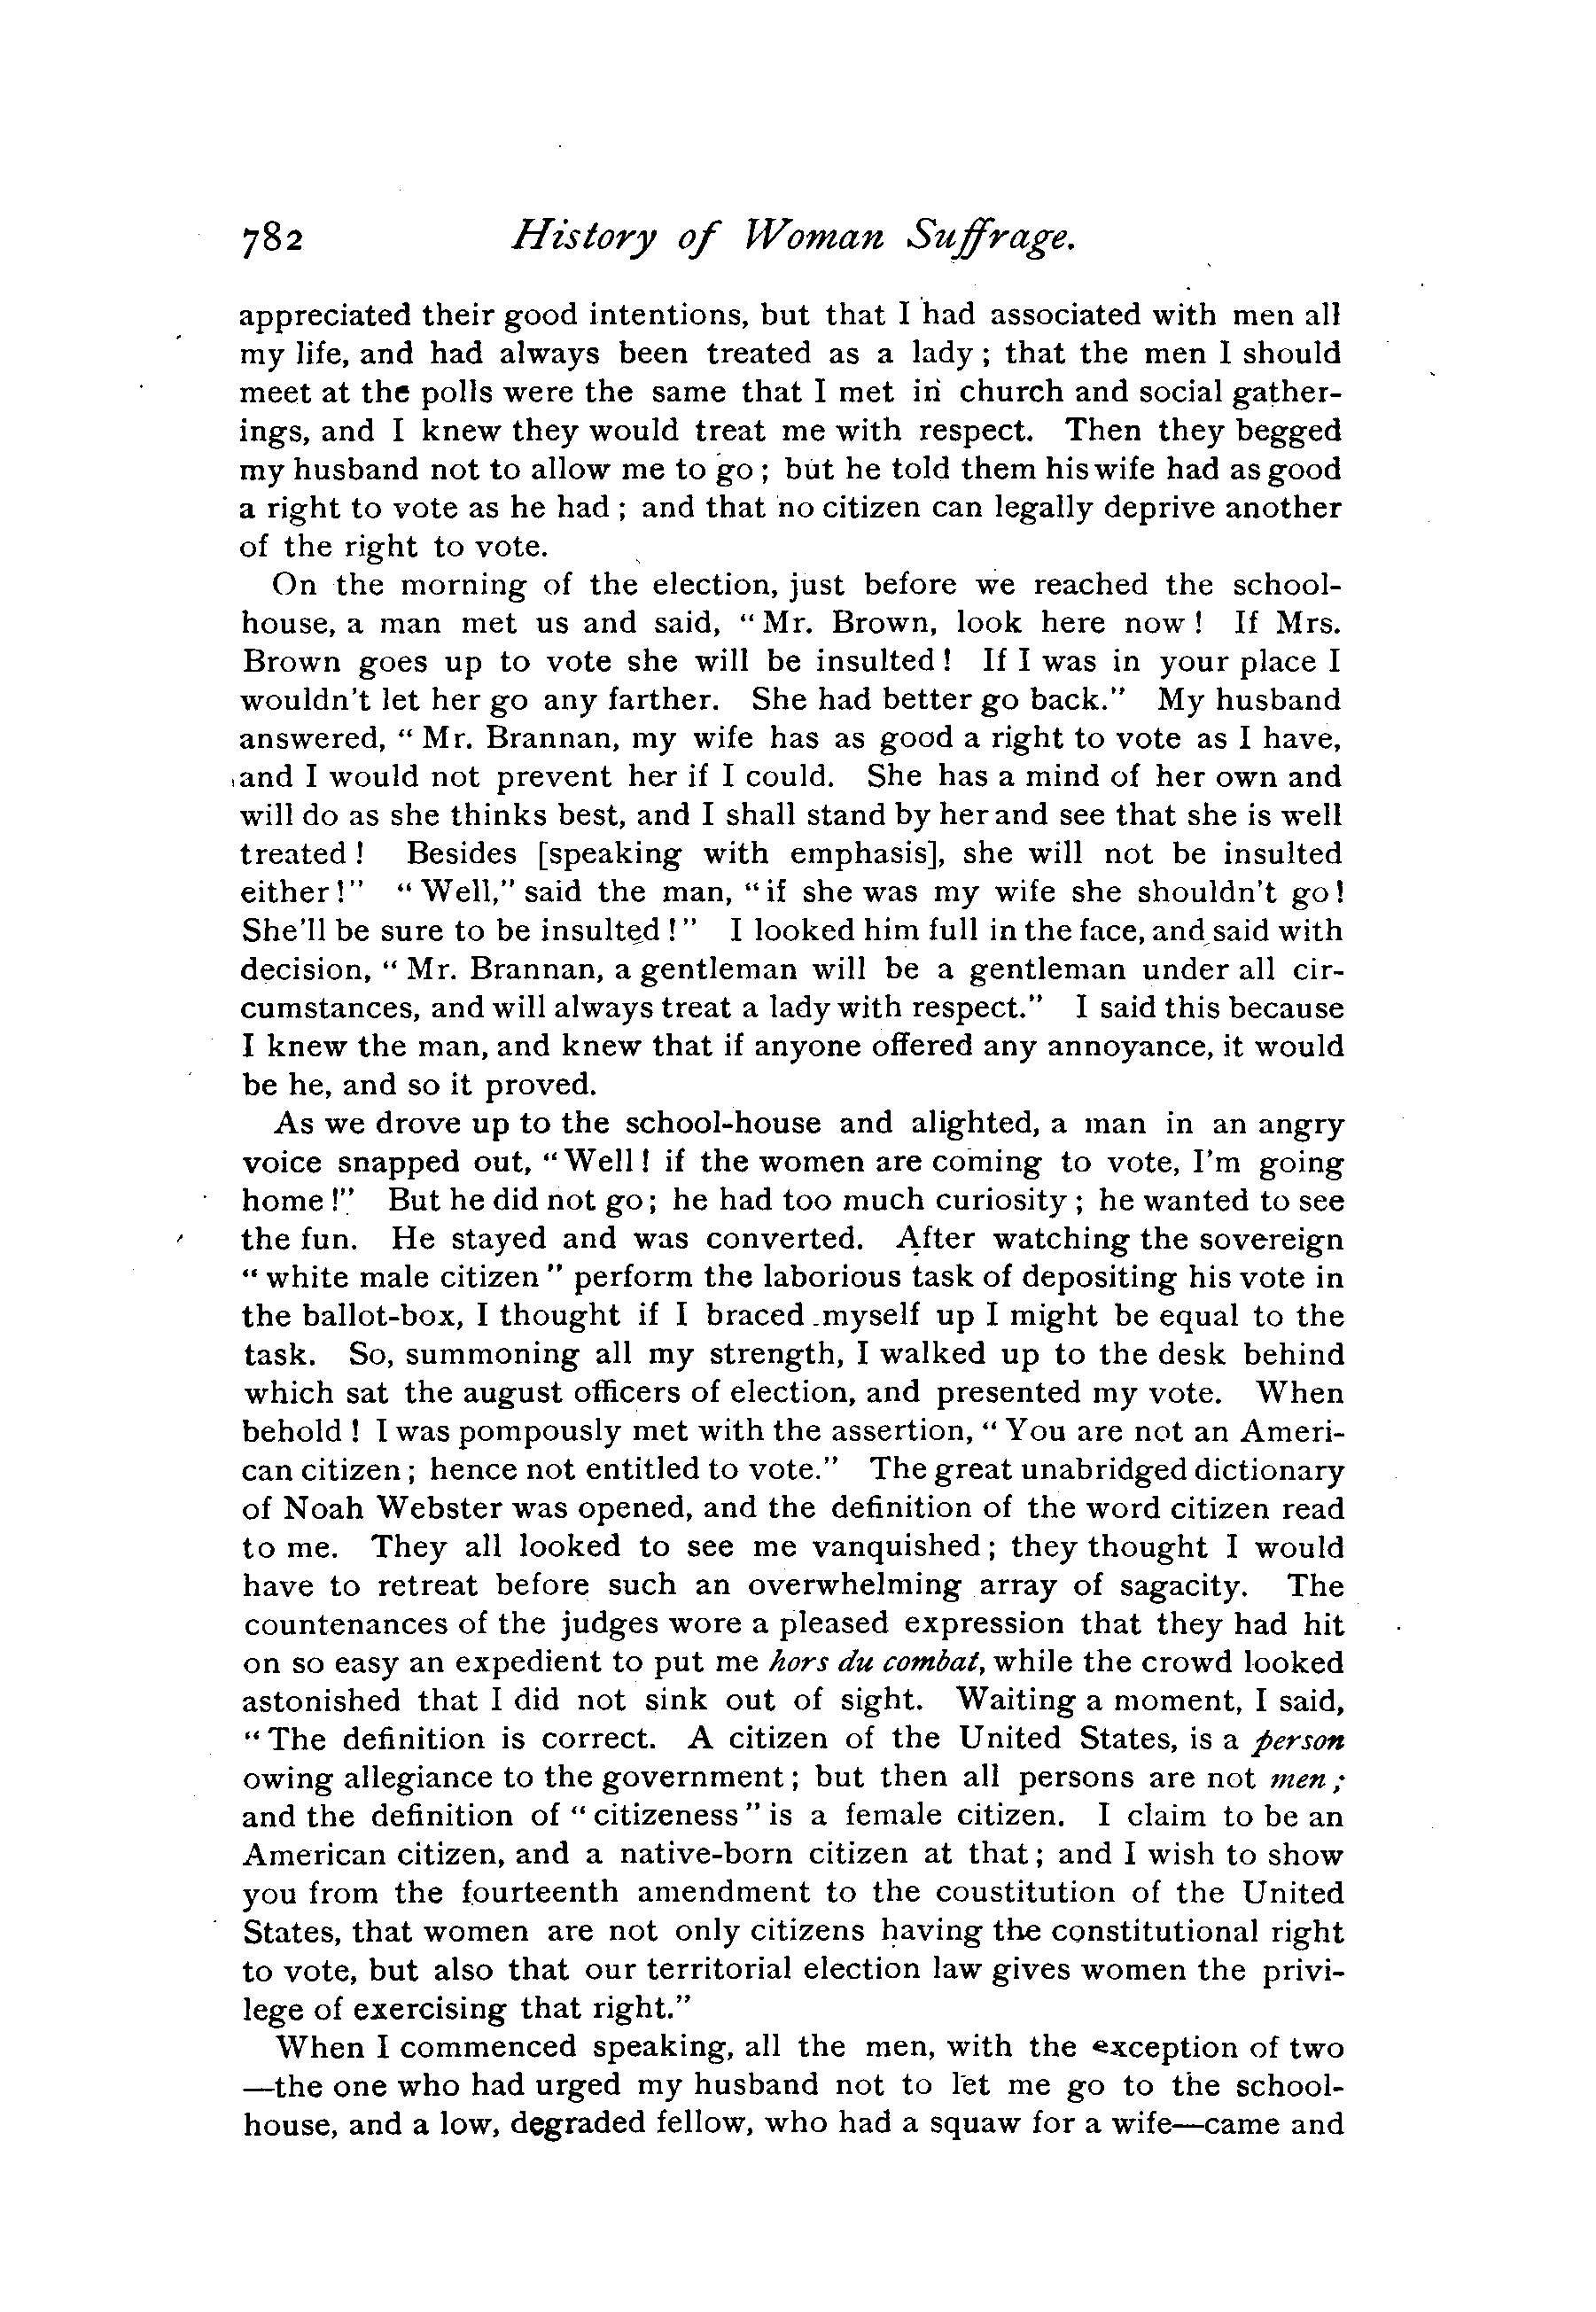 782 History of Woman Suffrage.
appreciated their good intentions, but that I had associated with men all
my life, and had always been treated as a lady; that the men I should
meet at the polls were the same that I met in church and social gather-
ings, and I knew they would treat me with respect. Then they begged
my husband not to allow me to go; but he told them his wife had as good
a right to vote as he had; and that no citizen can legally deprive another
of the right to vote.
On the morning of the election, just before we reached the school-
house, a man met us and said, "Mr. Brown, look here now! If Mrs.
Brown goes up to vote she will be insulted! If I was in your place I
wouldn't let her go any farther. She had better go back." My husband
answered, "Mr. Brannan, my wife has as good a right to vote as I have,
and I would not prevent her if I could. She has a mind of her own and
will do as she thinks best, and I shall stand by her and see that she is well
treated! Besides [speaking with emphasis], she will not be insulted
either!" "Well," said the man, "if she was my wife she shouldn't go!
She'll be sure to be insulted!" I looked him full in the face, and said with
decision, "Mr. Brannan, a gentleman will be a gentleman under all cir-
cumstances, and will always treat a lady with respect." I said this because
I knew the man, and knew that if anyone offered any annoyance, it would
be he, and so it proved.
As we drove up to the school-house and alighted, a man in an angry
voice snapped out, "Well! if the women are coming to vote, I'm going
home!" But he did not go; he had too much curiosity; he wanted to see
the fun. He stayed and was converted. After watching the sovereign
"white male citizen" perform the laborious task of depositing his vote in
the ballot-box, I thought if I braced myself up I might be equal to the
task. So, summoning all my strength, I walked up to the desk behind
which sat the august officers of election, and presented my vote. When
behold! I was pompously met with the assertion, "You are not an Ameri-
can citizen; hence not entitled to vote." The great unabridged dictionary
of Noah Webster was opened, and the definition of the word citizen read
to me. They all looked to see me vanquished; they thought I would
have to retreat before such an overwhelming array of sagacity. The
countenances of the judges wore a pleased expression that they had hit
on so easy an expedient to put me hors du combat, while the crowd looked
astonished that I did not sink out of sight. Waiting a moment, I said,
"The definition is correct. A citizen of the United States, is a person
owing allegiance to the government; but then all persons are not men;
and the definition of "citizeness" is a female citizen. I claim to be an
American citizen, and a native-born citizen at that; and I wish to show
you from the fourteenth amendment to the coustitution of the United
States, that women are not only citizens having the constitutional right
to vote, but also that our territorial election law gives women the privi-
lege of exercising that right."
When I commenced speaking, all the men, with the exception of two
—the one who had urged my husband not to let me go to the school-
house, and a low, degraded fellow, who had a squaw for a wife—came and